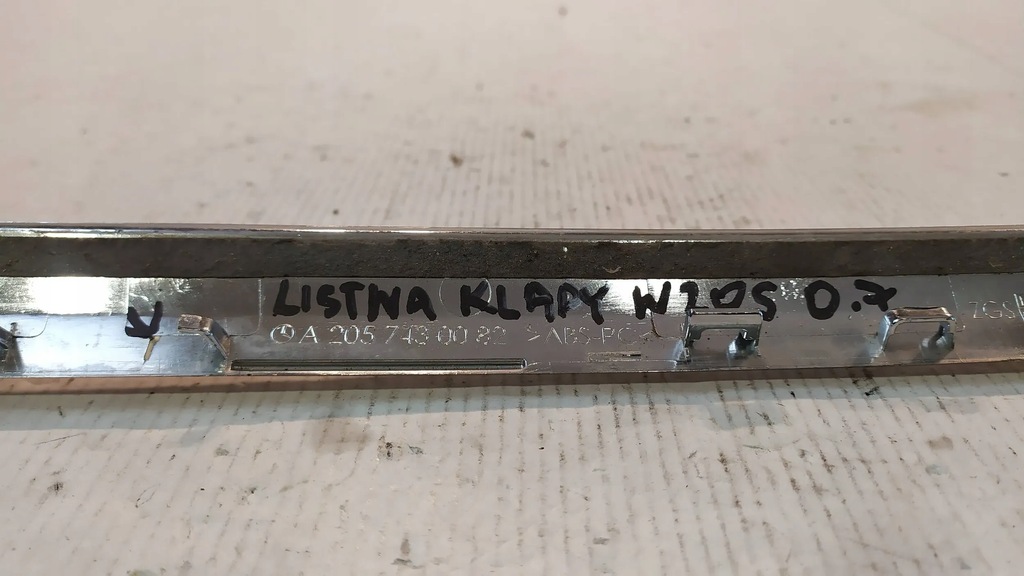 LISTWA KLAPY W205 0.7
A 205 743 00 82 >ABS-PC